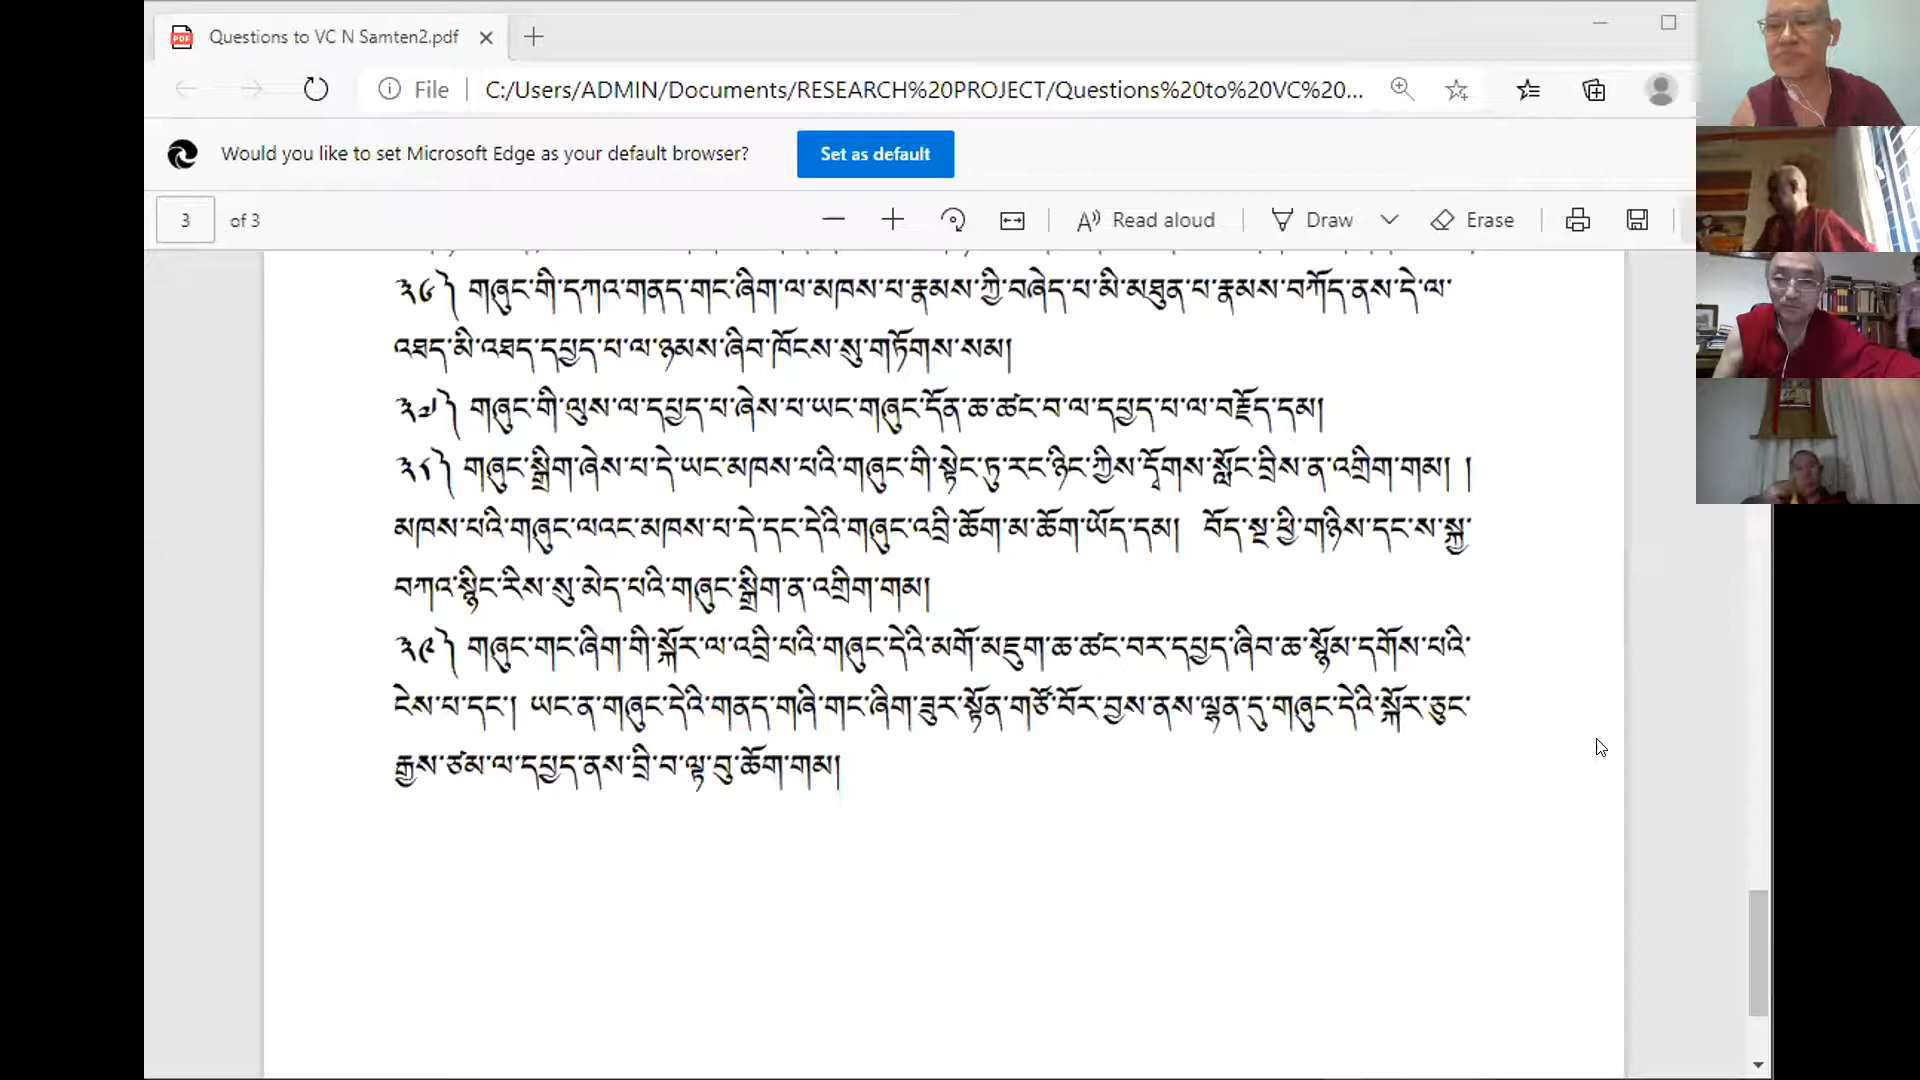 Questions to VC N Samten2.pdf
File
C:/Users/ADMIN/Documents/RESEARCH%20PROJECT/Questions%20to%20VC%20...
Would you like to set Microsoft Edge as your default browser?
Set as default
3 of 3
Read aloud
Draw
Erase
༣༦༽ གཞུང་གི་དཀའ་གནད་གང་ཞིག་ལ་མཁས་པ་རྣམས་ཀྱི་བཞེད་པ་མི་མཐུན་པ་རྣམས་བཀོད་ནས་དེ་ལ་
འཐད་མི་འཐད་དཔྱད་པ་ལ་ཉམས་ཞིབ་ཁོངས་སུ་གཏོགས་སམ།
༣༧༽ གཞུང་གི་ལུས་ལ་དཔྱད་པ་ཞེས་པ་ཡང་གཞུང་དོན་ཆ་ཚང་བ་ལ་དཔྱད་པ་ལ་བརྗོད་དམ།
༣༨༽ གཞུང་སྒྲིག་ཞེས་པ་དེ་ཡང་མཁས་པའི་གཞུང་གི་སྟེང་ཏུ་རང་ཉིད་ཀྱིས་དྭོགས་སློང་བྲིས་ན་འགྲིག་གམ། །
མཁས་པའི་གཞུང་ལའང་མཁས་པ་དེ་དང་དེའི་གཞུང་འབྲི་ཆོག་མ་ཆོག་ཡོད་དམ། བོད་སྔ་ཕྱི་གཉིས་དང་ས་སྐྱ་
བཀའ་སྙིང་རིས་སུ་མེད་པའི་གཞུང་སྒྲིག་ན་འགྲིག་གམ།
༣༩༽ གཞུང་གང་ཞིག་གི་སྐོར་ལ་འབྲི་པའི་གཞུང་དེའི་མགོ་མཇུག་ཆ་ཚང་བར་དཔྱད་ཞིབ་ཆ་སྙོམ་དགོས་པའི་
ངེས་པ་དང་། ཡང་ན་གཞུང་དེའི་གནད་གཞི་གང་ཞིག་ཟུར་སྟོན་གཙོ་བོར་བྱས་ནས་ལྷན་དུ་གཞུང་དེའི་སྐོར་ཅུང་
རྒྱས་ཙམ་ལ་དཔྱད་ནས་བྲི་བ་ལྟ་བུ་ཆོག་གམ།